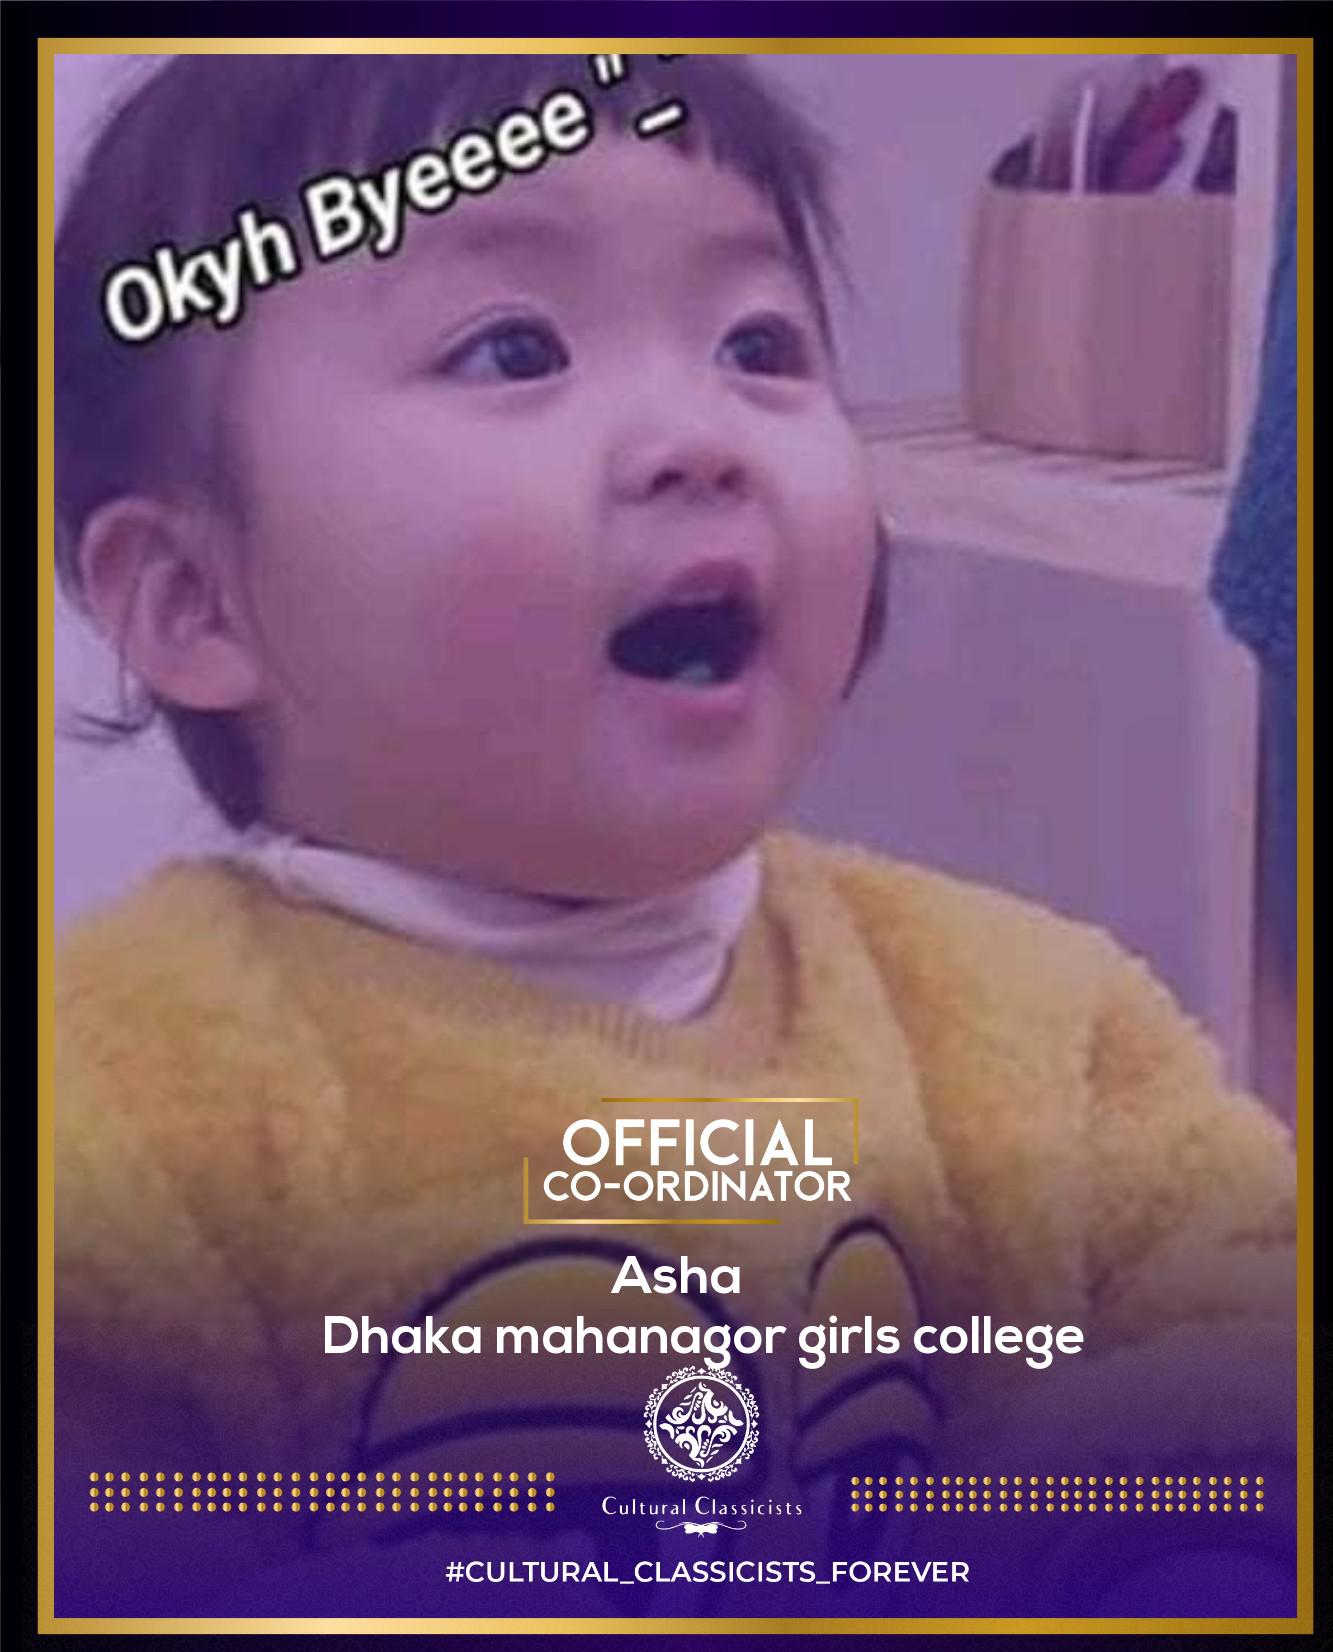 Okyh Byeeee "_"
OFFICIAL
CO-ORDINATOR
Asha
Dhaka mahanagor girls college
Cultural Classicists
#CULTURAL_CLASSICISTS_FOREVER